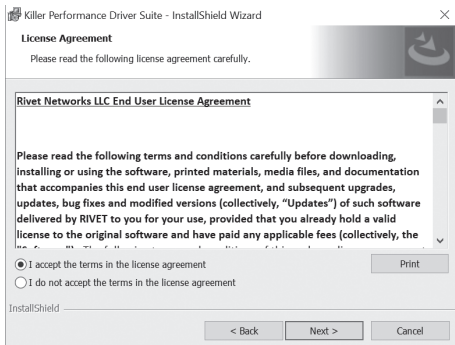 Killer Performance Driver Suite - InstallShield Wizard
License Agreement
Please read the following license agreement carefully.
Rivet Networks LLC End User License Agreement
Please read the following terms and conditions carefully before downloading,
installing or using the software, printed materials, media files, and documentation
that accompanies this end user license agreement, and subsequent upgrades,
updates, bug fixes and modified versions (collectively, “Updates”) of such software
delivered by RIVET to you for your use, provided that you already hold a valid
license to the original software and have paid any applicable fees (collectively, the
I accept the terms in the license agreement
Print
I do not accept the terms in the license agreement
InstallShield
< Back
Next >
Cancel